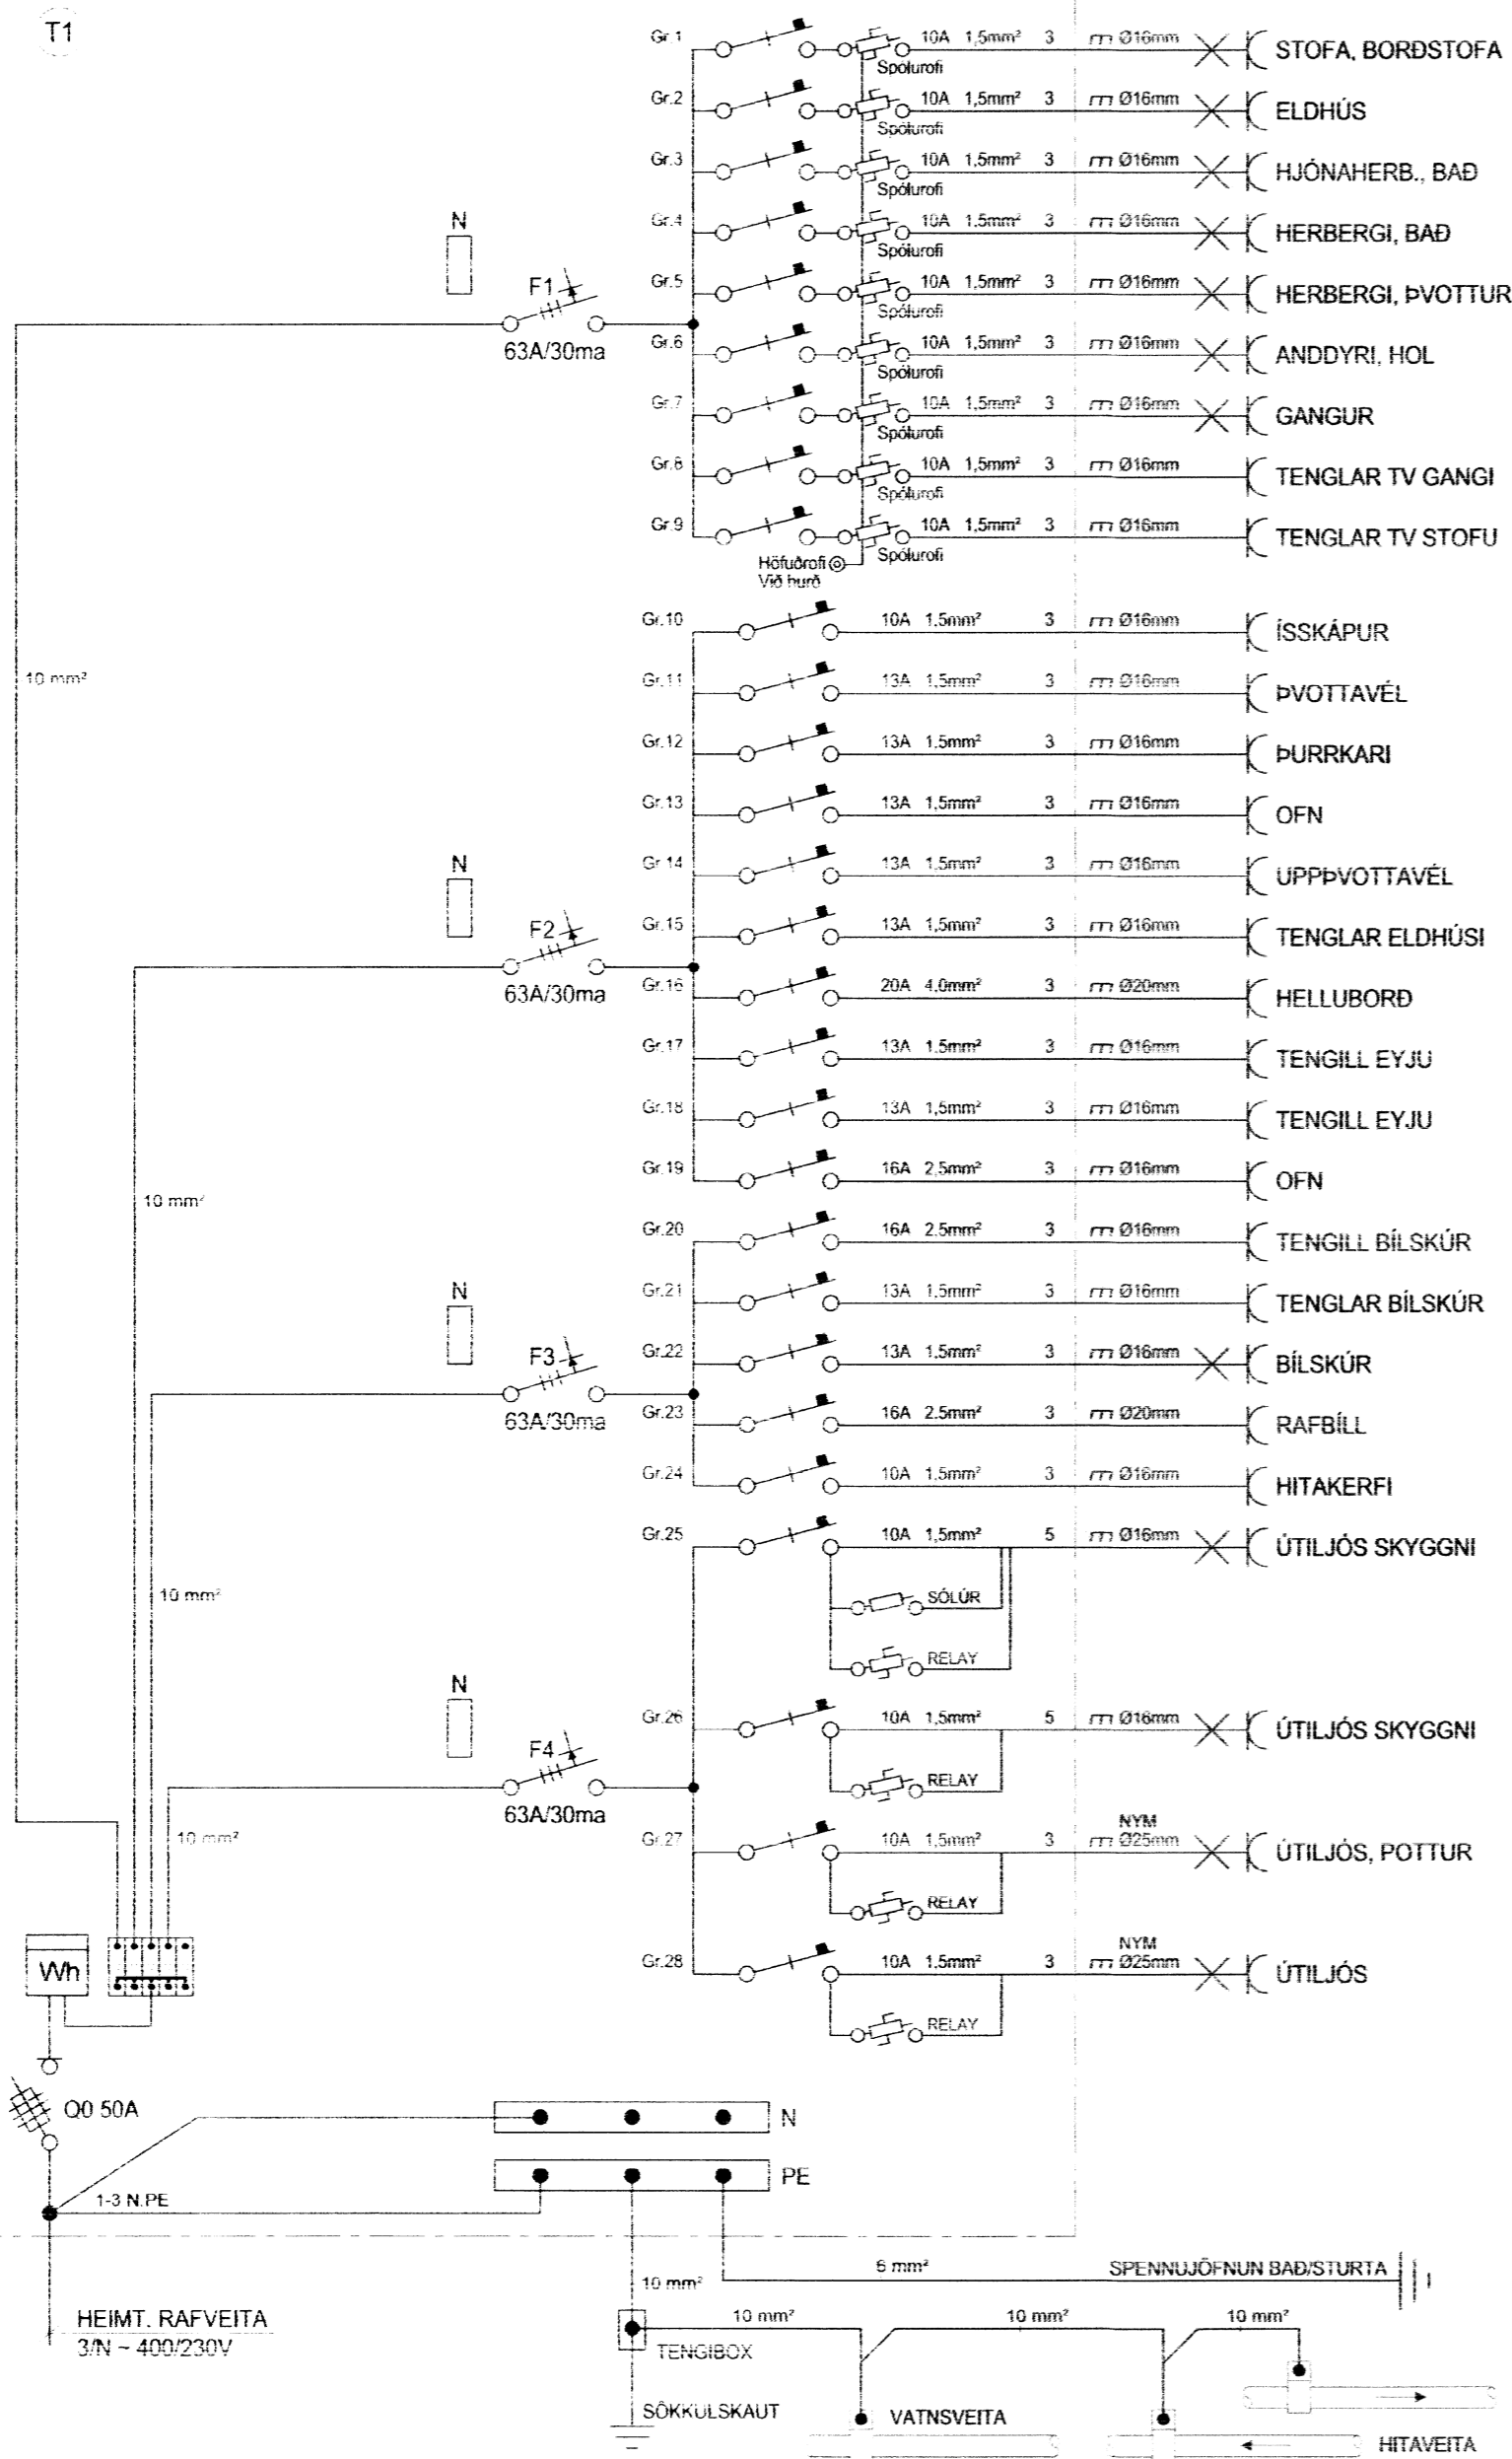 T1
Gr.1 10A 1,5mm² 3 Ø16mm STOFA, BORÐSTOFA
Spólurofi
Gr.2 10A 1,5mm² 3 Ø16mm ELDHÚS
Spólurofi
Gr.3 10A 1,5mm² 3 Ø16mm HJÓNAHERB., BAÐ
Spólurofi
Gr.4 10A 1.5mm² 3 Ø16mm HERBERGI, BAÐ
Spólurofi
Gr.5 10A 1,5mm² 3 Ø16mm HERBERGI, ÞVOTTUR
Spólurofi
N
F1
63A/30ma
Gr.6 10A 1,5mm² 3 Ø16mm ANDDYRI, HOL
Spólurofi
Gr.7 10A 1,5mm² 3 Ø16mm GANGUR
Spólurofi
Gr.8 10A 1,5mm² 3 Ø16mm TENGLAR TV GANGI
Spólurofi
Gr.9 10A 1,5mm² 3 Ø16mm TENGLAR TV STOFU
Spólurofi
Höfuðrofi
Við hurð
Gr.10 10A 1.5mm² 3 Ø16mm ÍSSKÁPUR
10 mm²
Gr.11 13A 1,5mm² 3 Ø16mm ÞVOTTAVÉL
Gr.12 13A 1.5mm² 3 Ø16mm ÞURRKARI
Gr.13 13A 1,5mm² 3 Ø16mm OFN
Gr.14 13A 1.5mm² 3 Ø16mm UPPÞVOTTAVÉL
N
F2
63A/30ma
Gr.15 13A 1,5mm² 3 Ø16mm TENGLAR ELDHÚSI
Gr.16 20A 4,0mm² 3 Ø20mm HELLUBORÐ
Gr.17 13A 1.5mm² 3 Ø16mm TENGILL EYJU
Gr.18 13A 1,5mm² 3 Ø16mm TENGILL EYJU
Gr.19 16A 2,5mm² 3 Ø16mm OFN
10 mm²
Gr.20 16A 2.5mm² 3 Ø16mm TENGILL BÍLSKÚR
Gr.21 13A 1.5mm² 3 Ø16mm TENGLAR BÍLSKÚR
N
F3
63A/30ma
Gr.22 13A 1.5mm² 3 Ø16mm BÍLSKÚR
Gr.23 16A 2.5mm² 3 Ø20mm RAFBÍLL
Gr.24 10A 1.5mm² 3 Ø16mm HITAKERFI
Gr.25 10A 1,5mm² 5 Ø16mm ÚTILJÓS SKYGGNI
10 mm²
SÓLÚR
RELAY
N
F4
63A/30ma
Gr.26 10A 1,5mm² 5 Ø16mm ÚTILJÓS SKYGGNI
RELAY
10 mm²
NYM
Gr.27 10A 1,5mm² 3 Ø25mm ÚTILJÓS, POTTUR
RELAY
NYM
Gr.28 10A 1.5mm² 3 Ø25mm ÚTILJÓS
RELAY
Wh
Q0 50A
N
PE
1-3 N.PE
6 mm² SPENNUJÖFNUN BAÐ/STURTA
10 mm²
HEIMT. RAFVEITA
3/N ~ 400/230V
10 mm² 10 mm² 10 mm²
TENGIBOX
SÖKKULSKAUT
VATNSVEITA
HITAVEITA